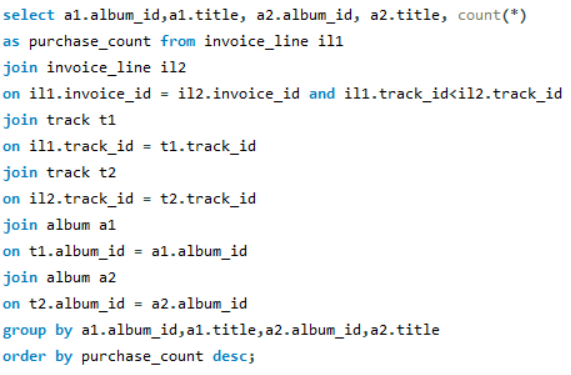 select a1.album_id,a1.title, a2.album_id, a2.title, count(*)
as purchase_count from invoice_line il1
join invoice_line il2
on il1.invoice_id = il2.invoice_id and il1.track_id<il2.track_id
join track t1
on il1.track_id = t1.track_id
join track t2
on il2.track_id = t2.track_id
join album a1
on t1.album_id = a1.album_id
join album a2
on t2.album_id = a2.album_id
group by a1.album_id,a1.title,a2.album_id,a2.title
order by purchase_count desc;